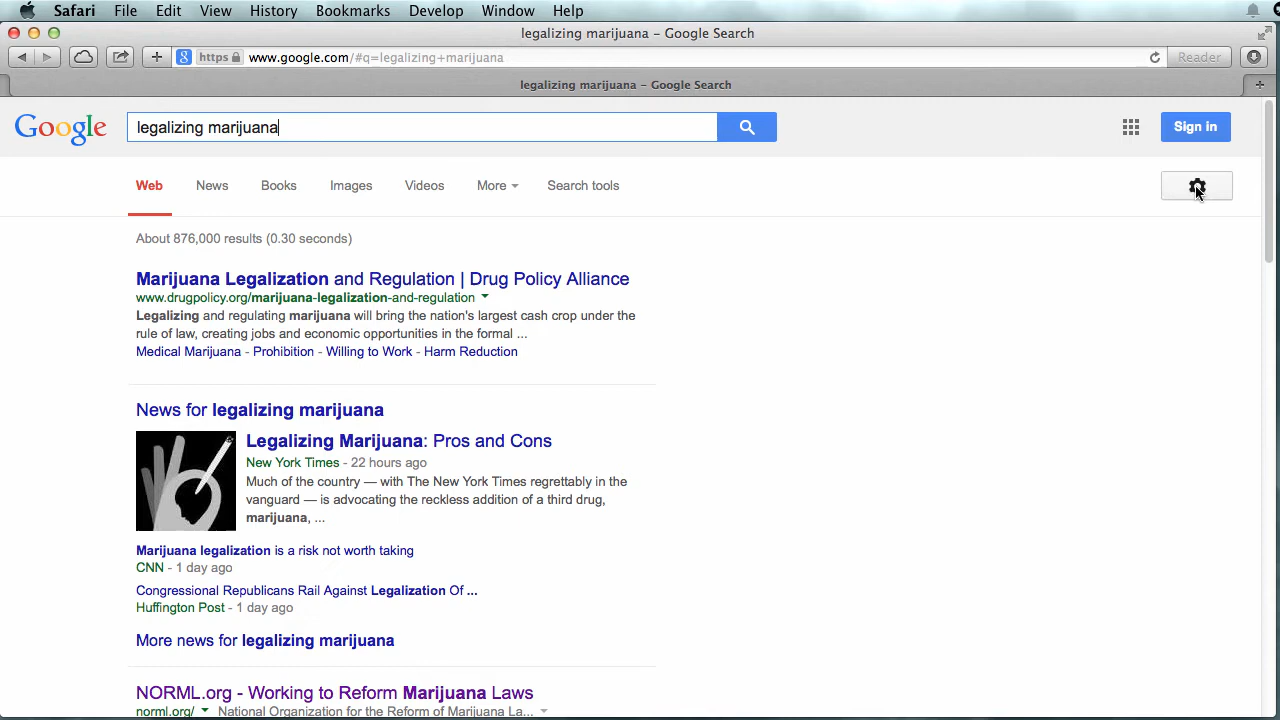 Safari File Edit View History Bookmarks Develop Window Help
legalizing marijuana – Google Search
https www.google.com/#q=legalizing+marijuana Reader
legalizing marijuana – Google Search
Google legalizing marijuana Sign in
Web News Books Images Videos More Search tools
About 876,000 results (0.30 seconds)
Marijuana Legalization and Regulation | Drug Policy Alliance
www.drugpolicy.org/marijuana-legalization-and-regulation
Legalizing and regulating marijuana will bring the nation's largest cash crop under the
rule of law, creating jobs and economic opportunities in the formal ...
Medical Marijuana - Prohibition - Willing to Work - Harm Reduction
News for legalizing marijuana
Legalizing Marijuana: Pros and Cons
New York Times - 22 hours ago
Much of the country — with The New York Times regrettably in the
vanguard — is advocating the reckless addition of a third drug,
marijuana, ...
Marijuana legalization is a risk not worth taking
CNN - 1 day ago
Congressional Republicans Rail Against Legalization Of ...
Huffington Post - 1 day ago
More news for legalizing marijuana
NORML.org - Working to Reform Marijuana Laws
norml.org/ National Organization for the Reform of Marijuana La...